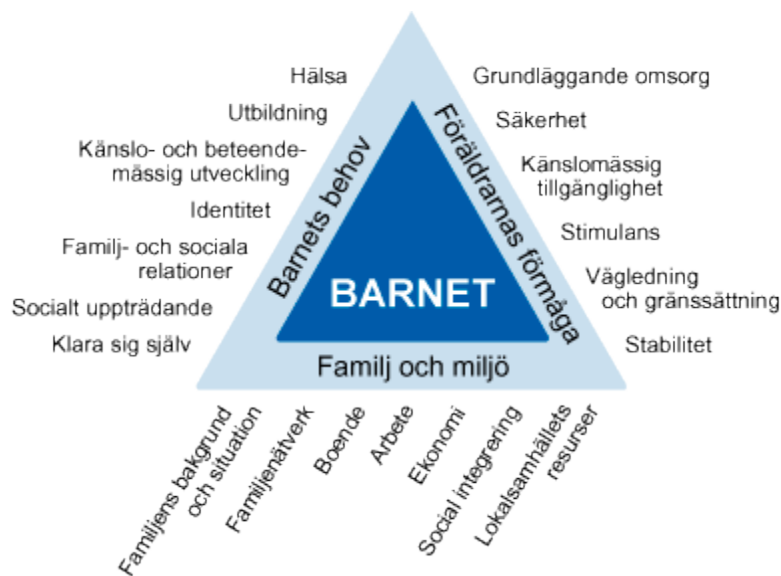 Hälsa
Utbildning
Känslo- och beteende-
mässig utveckling
Identitet
Familj- och sociala
relationer
Socialt uppträdande
Klara sig själv
Barnets behov
BARNET
Föräldrarnas förmåga
Grundläggande omsorg
Säkerhet
Känslomässig
tillgänglighet
Stimulans
Vägledning
och gränssättning
Stabilitet
Familj och miljö
Familjens bakgrund
och situation
Familjenätverk
Boende
Arbete
Ekonomi
Social integrering
Lokalsamhällets
resurser